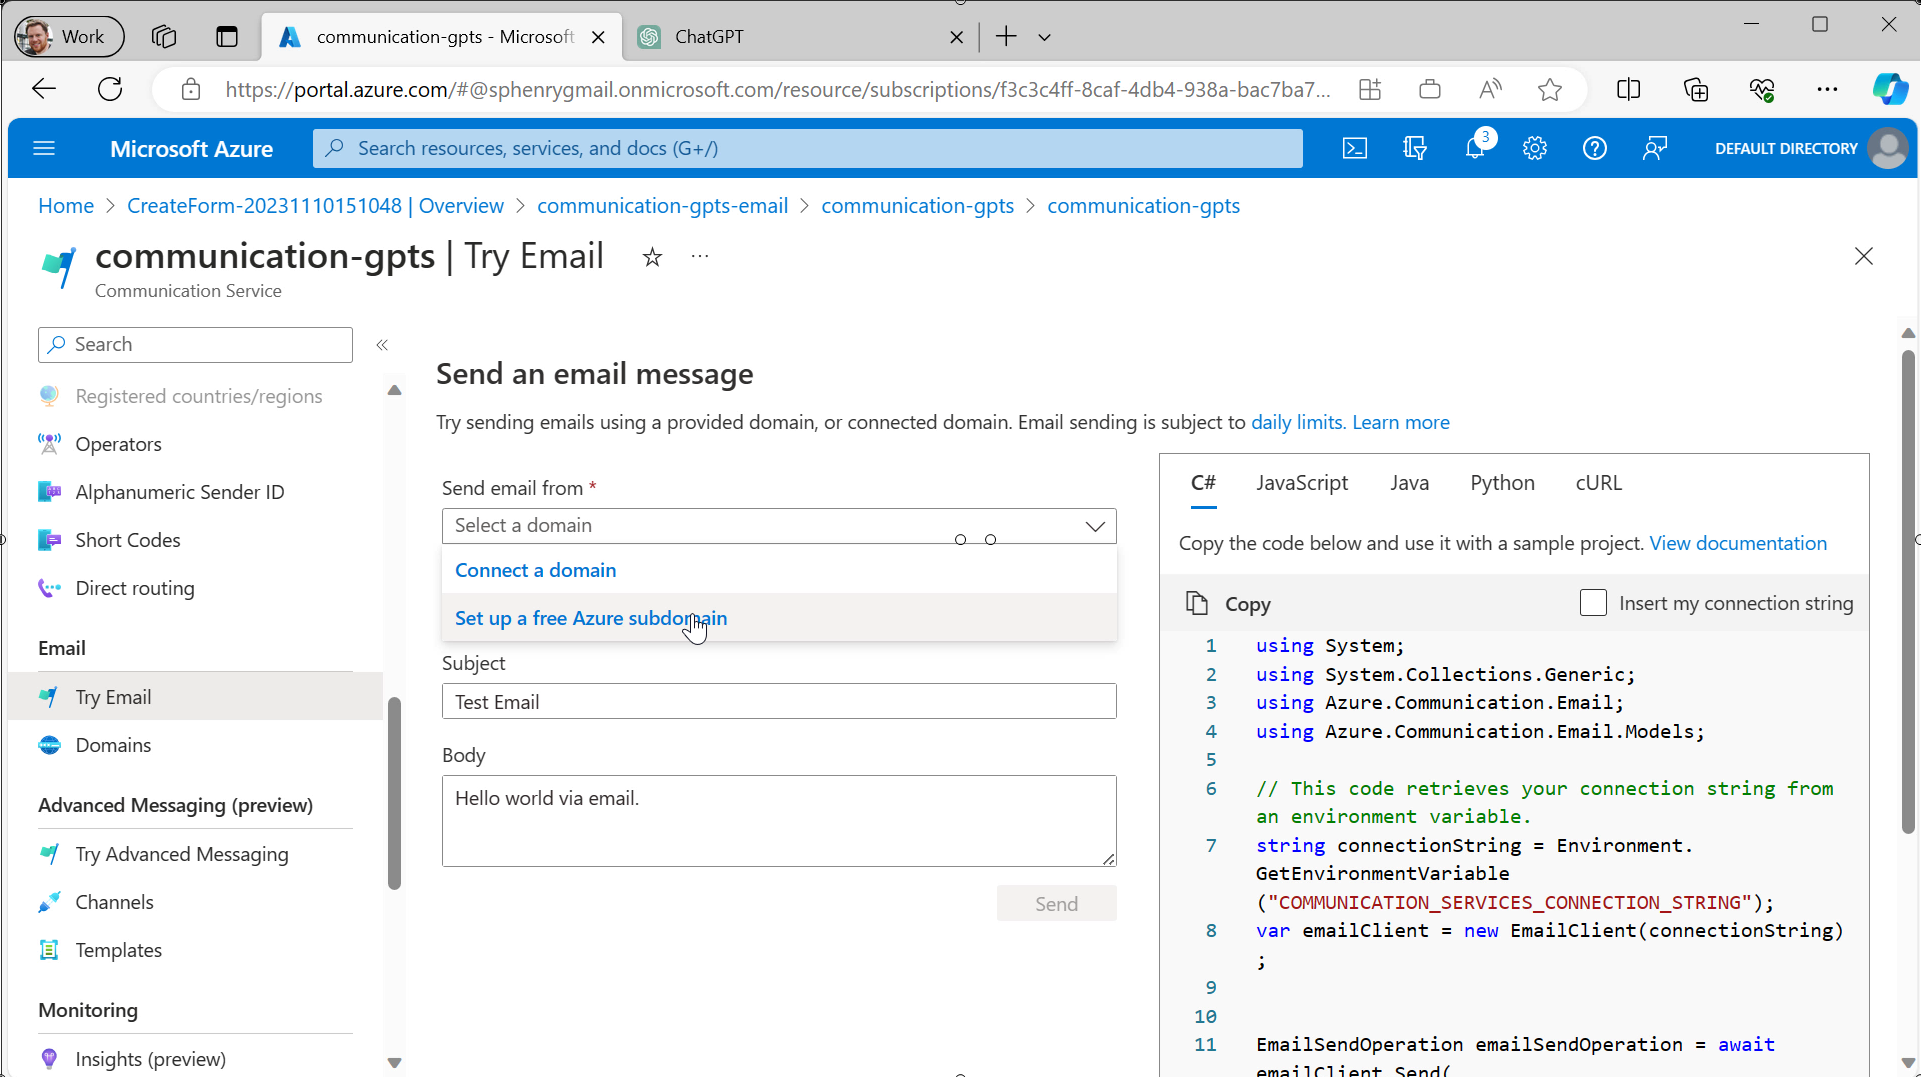 Work
communication-gpts - Microsoft
ChatGPT
https://portal.azure.com/#@sphenrygmail.onmicrosoft.com/resource/subscriptions/f3c3c4ff-8caf-4db4-938a-bac7ba7...
Microsoft Azure
Search resources, services, and docs (G+/)
3
DEFAULT DIRECTORY
Home > CreateForm-20231110151048 | Overview > communication-gpts-email > communication-gpts > communication-gpts
communication-gpts | Try Email
Communication Service
Search
Registered countries/regions
Operators
Alphanumeric Sender ID
Short Codes
Direct routing
Email
Try Email
Domains
Advanced Messaging (preview)
Try Advanced Messaging
Channels
Templates
Monitoring
Insights (preview)
Send an email message
Try sending emails using a provided domain, or connected domain. Email sending is subject to daily limits. Learn more
Send email from *
Select a domain
Connect a domain
Set up a free Azure subdomain
Subject
Test Email
Body
Hello world via email.
Send
C# JavaScript Java Python cURL
Copy the code below and use it with a sample project. View documentation
Copy
Insert my connection string
1 using System;
2 using System.Collections.Generic;
3 using Azure.Communication.Email;
4 using Azure.Communication.Email.Models;
5
6 // This code retrieves your connection string from
an environment variable.
7 string connectionString = Environment.
GetEnvironmentVariable
("COMMUNICATION_SERVICES_CONNECTION_STRING");
8 var emailClient = new EmailClient(connectionString)
;
9
10
11 EmailSendOperation emailSendOperation = await
emailClient.Send(